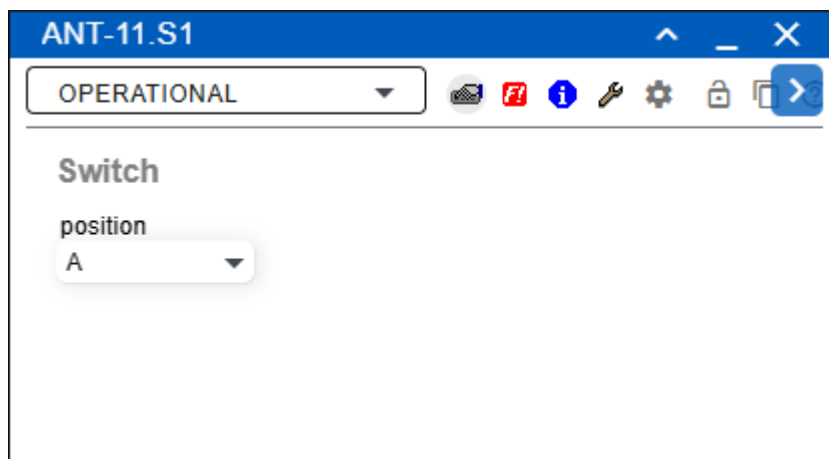 ANT-11.S1
OPERATIONAL
F!
i
Switch
position
A